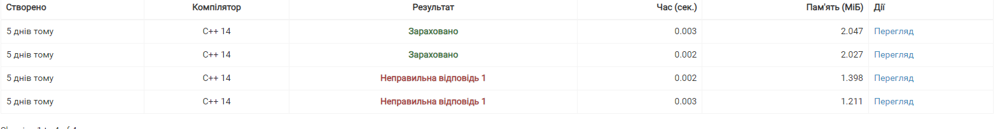 Створено Компілятор Результат Час (сек.) Пам'ять (МіБ) Дії
5 днів тому C++ 14 Зараховано 0.003 2.047 Перегляд
5 днів тому C++ 14 Зараховано 0.002 2.027 Перегляд
5 днів тому C++ 14 Неправильна відповідь 1 0.002 1.398 Перегляд
5 днів тому C++ 14 Неправильна відповідь 1 0.003 1.211 Перегляд